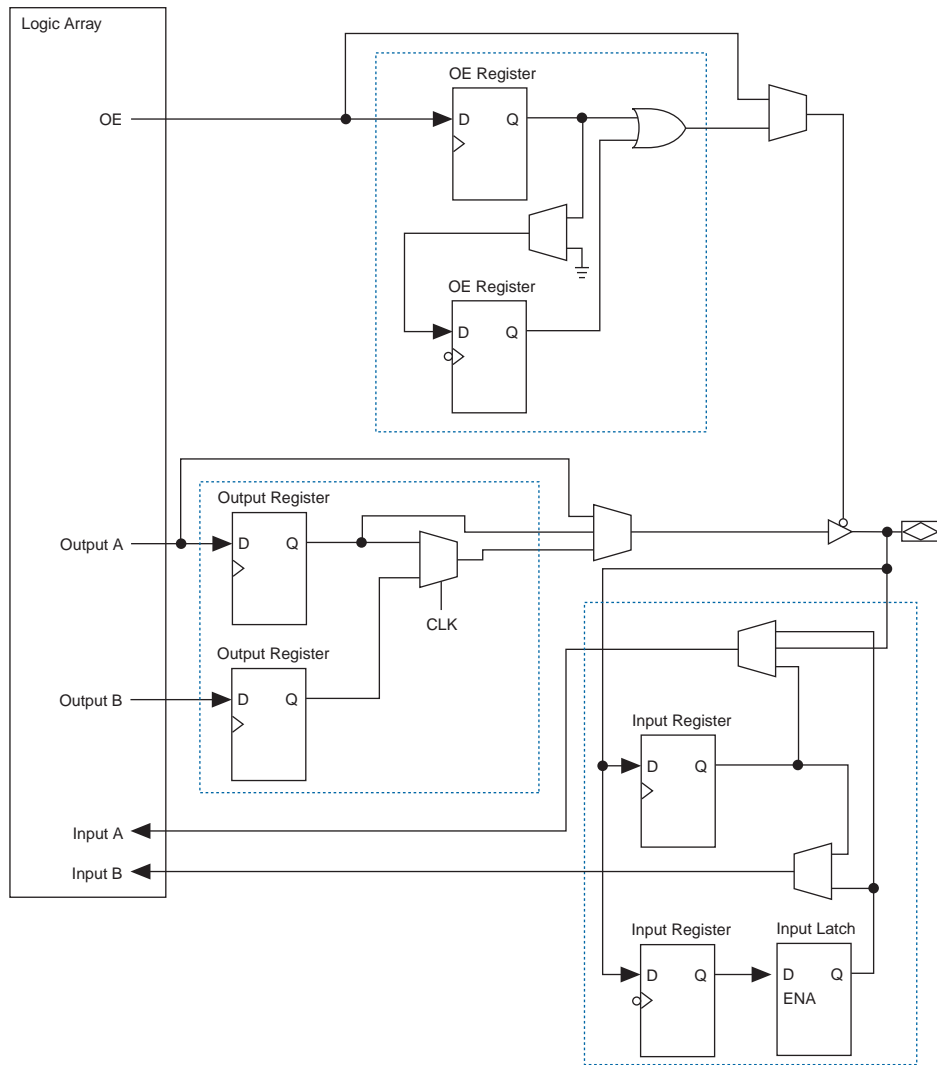 Logic Array
OE
OE Register
D Q
OE Register
D Q
Output Register
Output A
D Q
CLK
Output Register
Output B
D Q
Input Register
D Q
Input A
Input B
Input Register
Input Latch
D Q
D Q
ENA